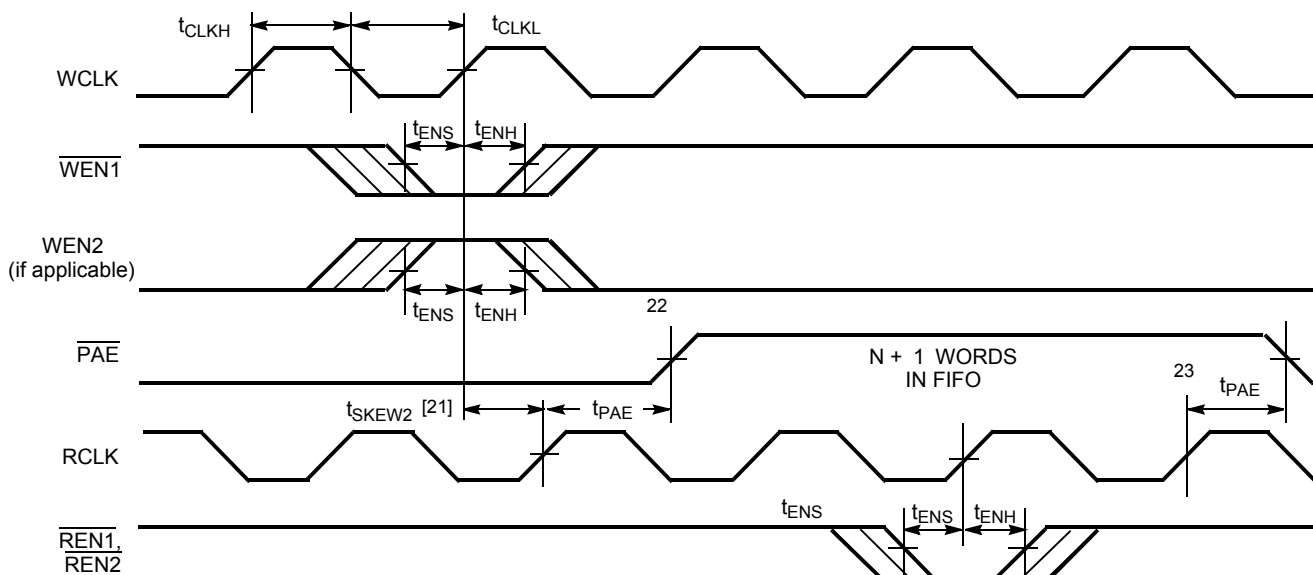 tCLKH
tCLKL
WCLK
tENS
tENH
WEN1
WEN2
(if applicable)
tENS
tENH
22
PAE
N + 1 WORDS
IN FIFO
23
tPAE
tSKEW2 [21]
tPAE
RCLK
tENS
tENS
tENH
REN1,
REN2